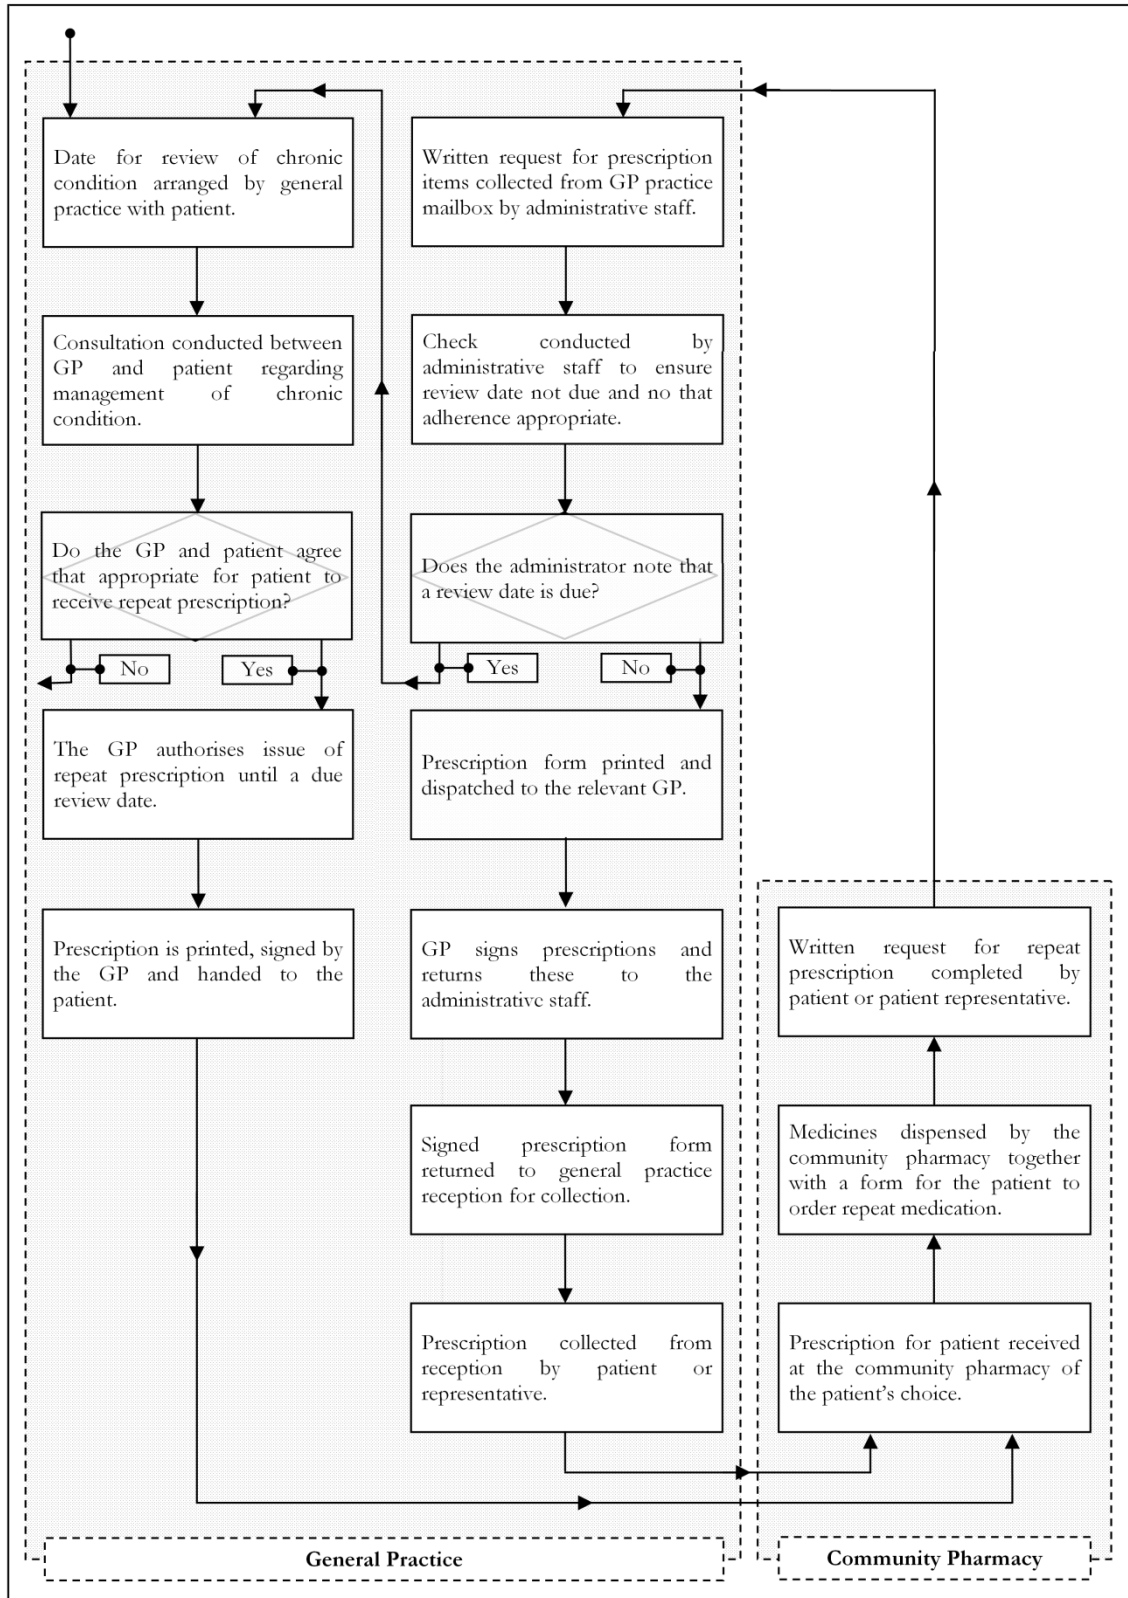 Date for review of chronic
condition arranged by general
practice with patient.
Consultation conducted between
GP and patient regarding
management of chronic
condition.
Do the GP and patient agree
that appropriate for patient to
receive repeat prescription?
No
Yes
The GP authorises issue of
repeat prescription until a due
review date.
Prescription is printed, signed by
the GP and handed to the
patient.
Written request for prescription
items collected from GP practice
mailbox by administrative staff.
Check conducted by
administrative staff to ensure
review date not due and no that
adherence appropriate.
Does the administrator note that
a review date is due?
Yes
No
Prescription form printed and
dispatched to the relevant GP.
GP signs prescriptions and
returns these to the
administrative staff.
Signed prescription form
returned to general practice
reception for collection.
Prescription collected from
reception by patient or
representative.
General Practice
Written request for repeat
prescription completed by
patient or patient representative.
Medicines dispensed by the
community pharmacy together
with a form for the patient to
order repeat medication.
Prescription for patient received
at the community pharmacy of
the patient's choice.
Community Pharmacy